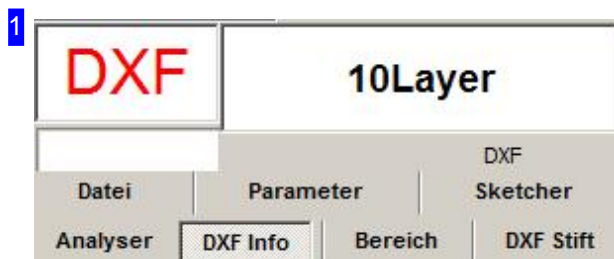 1
DXF 10Layer
DXF
Datei Parameter Sketcher
Analyser DXF Info Bereich DXF Stift